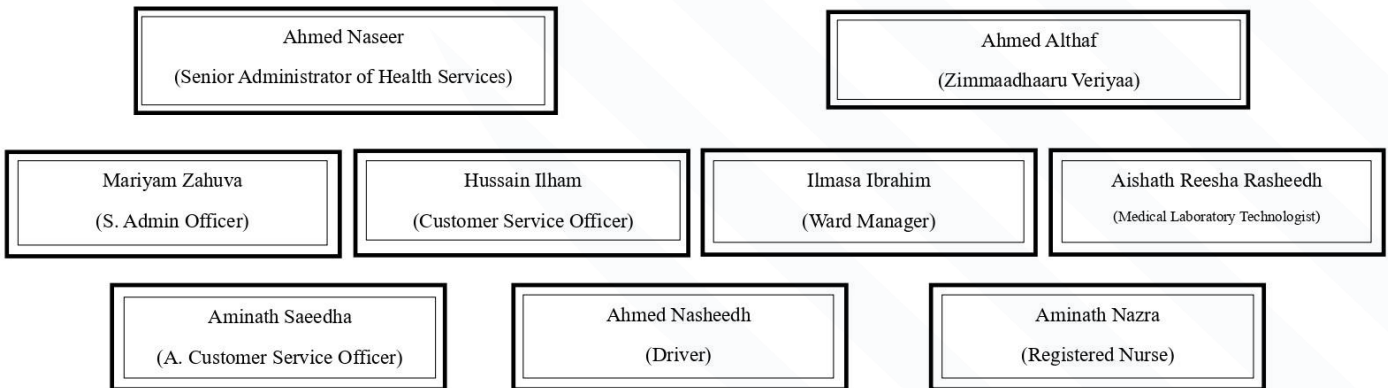 Ahmed Naseer
(Senior Administrator of Health Services)
Ahmed Althaf
(Zimmaadhaaru Veriyaa)
Mariyam Zahuva
(S. Admin Officer)
Hussain Ilham
(Customer Service Officer)
Ilmasa Ibrahim
(Ward Manager)
Aishath Reesha Rasheedh
(Medical Laboratory Technologist)
Aminath Saeedha
(A. Customer Service Officer)
Ahmed Nasheedh
(Driver)
Aminath Nazra
(Registered Nurse)